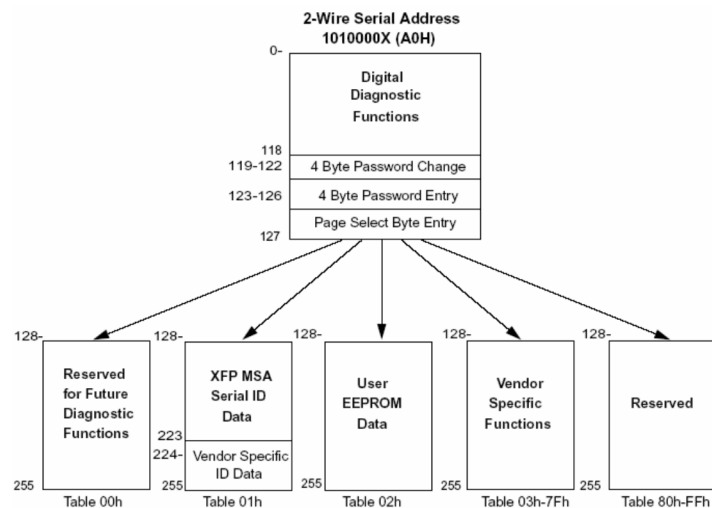 2-Wire Serial Address
1010000X (A0H)
0-
Digital
Diagnostic
Functions
118
119-122
4 Byte Password Change
123-126
4 Byte Password Entry
Page Select Byte Entry
127
128-
Reserved
for Future
Diagnostic
Functions
255
Table 00h
128-
XFP MSA
Serial ID
Data
223
224-
Vendor Specific
ID Data
255
Table 01h
128-
User
EEPROM
Data
255
Table 02h
128-
Vendor
Specific
Functions
255
Table 03h-7Fh
128-
Reserved
255
Table 80h-FFh